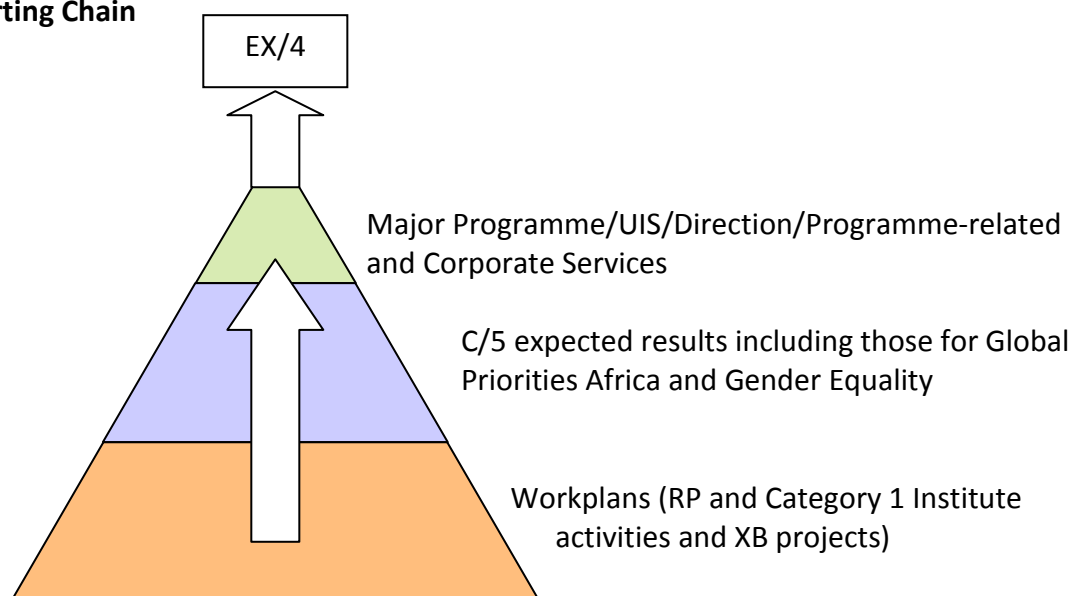 Chain
EX/4
Major Programme/UIS/Direction/Programme-related
and Corporate Services
C/5 expected results including those for Global
Priorities Africa and Gender Equality
Workplans (RP and Category 1 Institute
activities and XB projects)